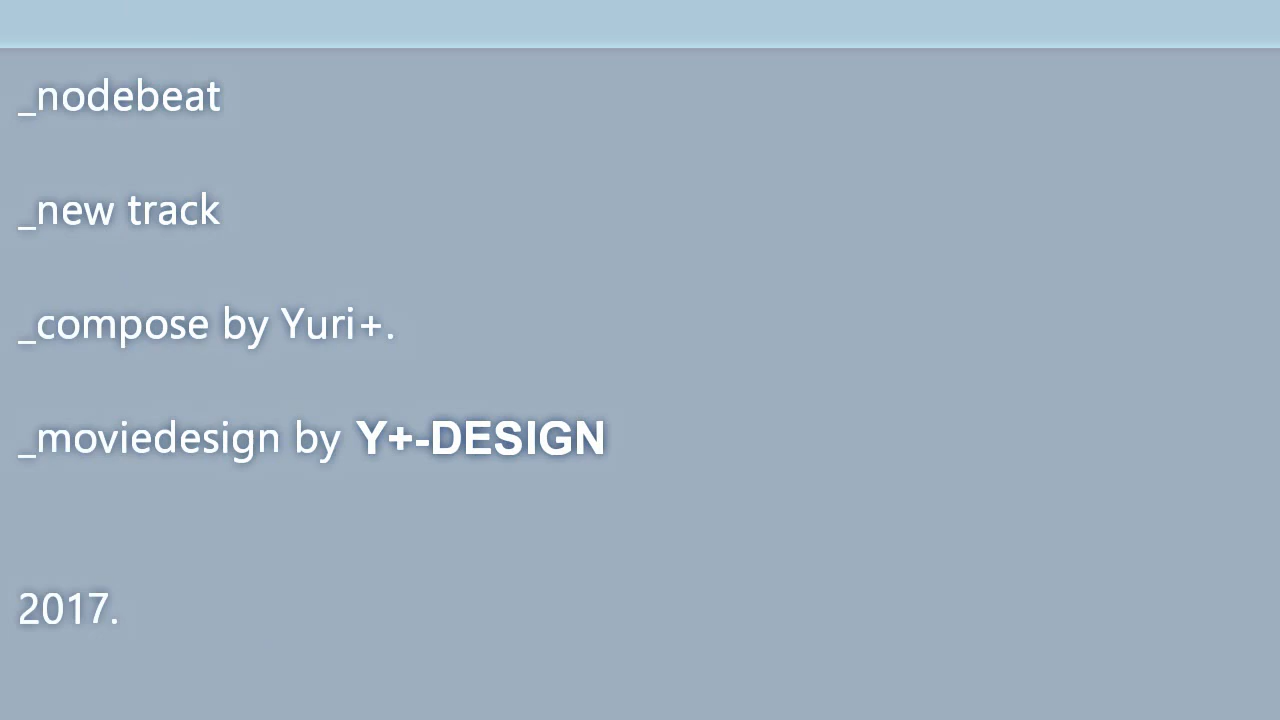 _nodebeat
_new track
_compose by Yuri+.
_moviedesign by Y+-DESIGN
2017.